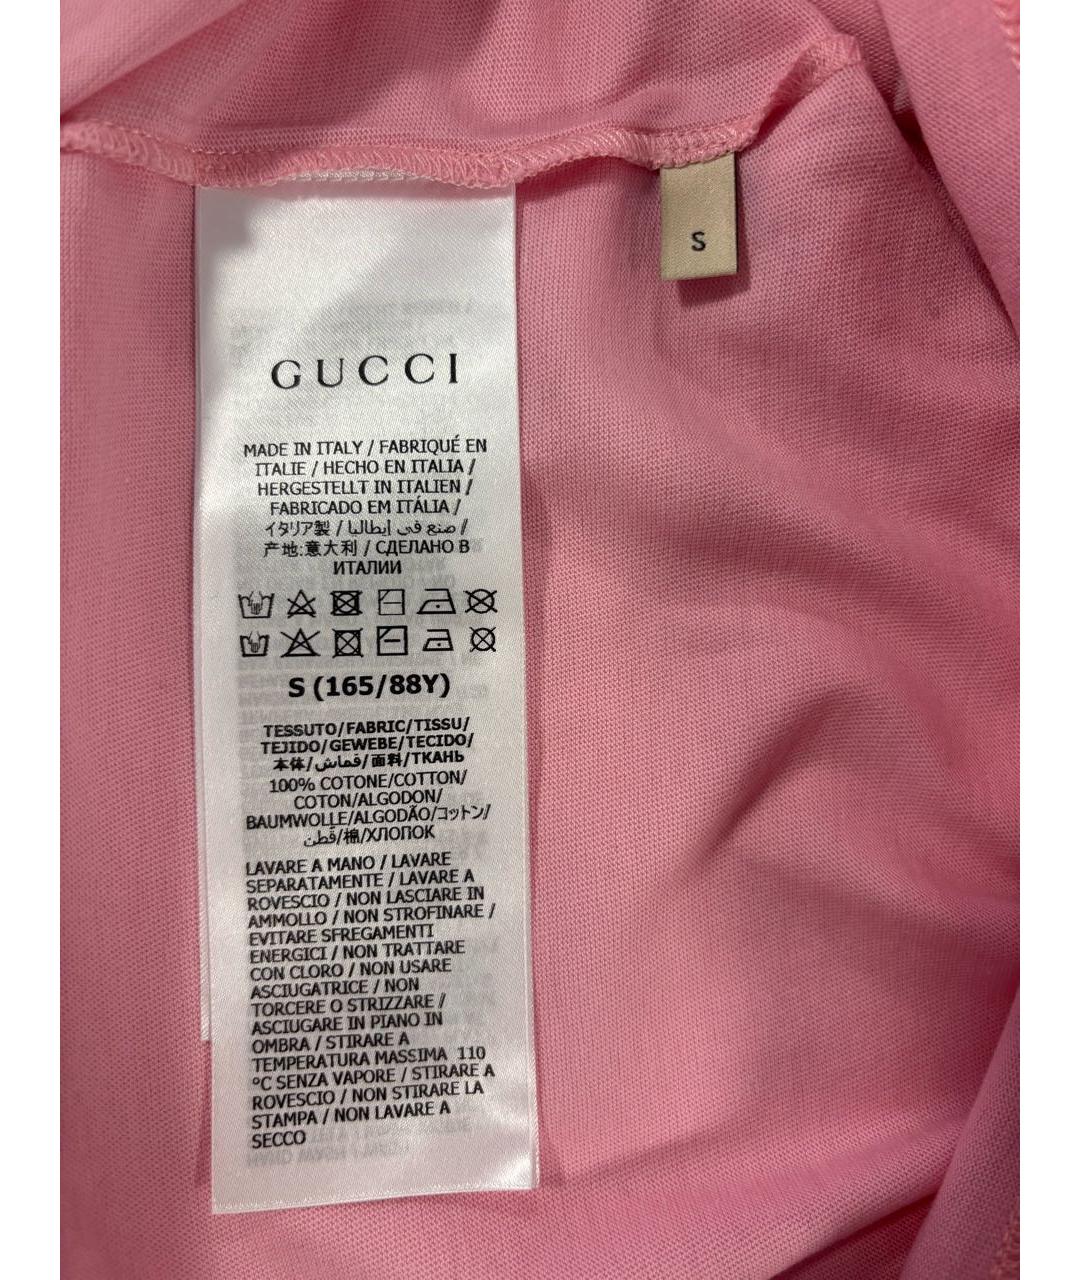 S
GUCCI
MADE IN ITALY / FABRIQUÉ EN
ITALIE / HECHO EN ITALIA /
HERGESTELLT IN ITALIEN /
FABRICADO EM ITÁLIA /
イタリア製 / صنع في إيطاليا /
产地:意大利 / СДЕЛАНО В
ИТАЛИИ
S (165/88Y)
TESSUTO/FABRIC/TISSU/
TEJIDO/GEWEBE/TECIDO/
本体/قماش/面料/ТКАНЬ
100% COTONE/COTTON/
COTON/ALGODON/
BAUMWOLLE/ALGODÃO/コットン/
قطن/棉/ХЛОПОК
LAVARE A MANO / LAVARE
SEPARATAMENTE / LAVARE A
ROVESCIO / NON LASCIARE IN
AMMOLLO / NON STROFINARE /
EVITARE SFREGAMENTI
ENERGICI / NON TRATTARE
CON CLORO / NON USARE
ASCIUGATRICE / NON
TORCERE O STRIZZARE /
ASCIUGARE IN PIANO IN
OMBRA / STIRARE A
TEMPERATURA MASSIMA 110
°C SENZA VAPORE / STIRARE A
ROVESCIO / NON STIRARE LA
STAMPA / NON LAVARE A
SECCO